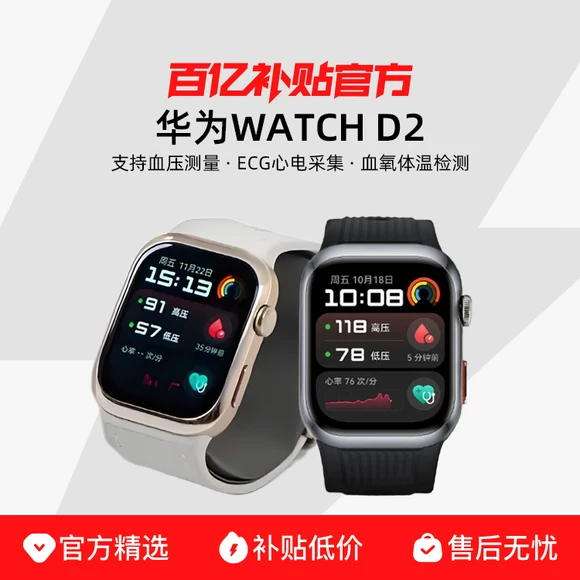 百亿补贴官方
华为WATCH D2
支持血压测量 · ECG心电采集 · 血氧体温检测
周五 11月22日
15:13
91 高压
57 低压
35分钟前
心率 -- 次/分
周五 10月18日
10:08
118 高压
78 低压
5分钟前
心率 76 次/分
官方精选
补贴低价
售后无忧